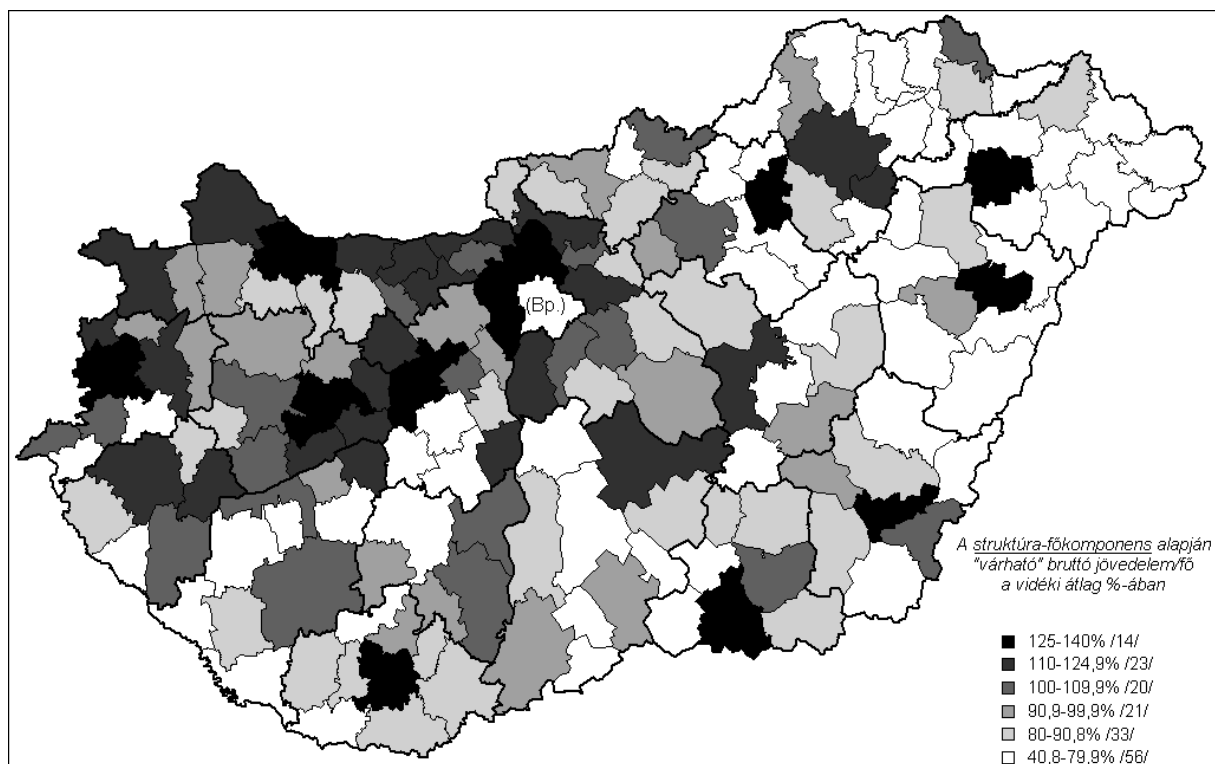 (Bp.)
A struktúra-főkomponens alapján
"várható" bruttó jövedelem/fő
a vidéki átlag %-ában
125-140% /14/
110-124,9% /23/
100-109,9% /20/
90,9-99,9% /21/
80-90,8% /33/
40,8-79,9% /56/